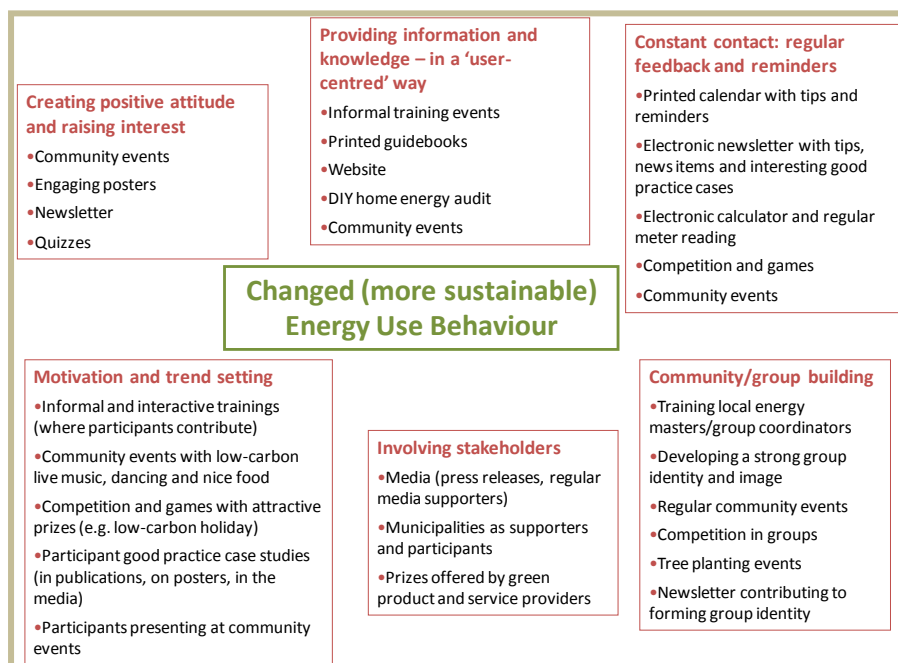 Creating positive attitude
and raising interest
•Community events
•Engaging posters
•Newsletter
•Quizzes
Providing information and
knowledge – in a ‘user-
centred’ way
•Informal training events
•Printed guidebooks
•Website
•DIY home energy audit
•Community events
Constant contact: regular
feedback and reminders
•Printed calendar with tips and
reminders
•Electronic newsletter with tips,
news items and interesting good
practice cases
•Electronic calculator and regular
meter reading
•Competition and games
•Community events
Changed (more sustainable)
Energy Use Behaviour
Motivation and trend setting
•Informal and interactive trainings
(where participants contribute)
•Community events with low-carbon
live music, dancing and nice food
•Competition and games with attractive
prizes (e.g. low-carbon holiday)
•Participant good practice case studies
(in publications, on posters, in the
media)
•Participants presenting at community
events
Involving stakeholders
•Media (press releases, regular
media supporters)
•Municipalities as supporters
and participants
•Prizes offered by green
product and service providers
Community/group building
•Training local energy
masters/group coordinators
•Developing a strong group
identity and image
•Regular community events
•Competition in groups
•Tree planting events
•Newsletter contributing to
forming group identity